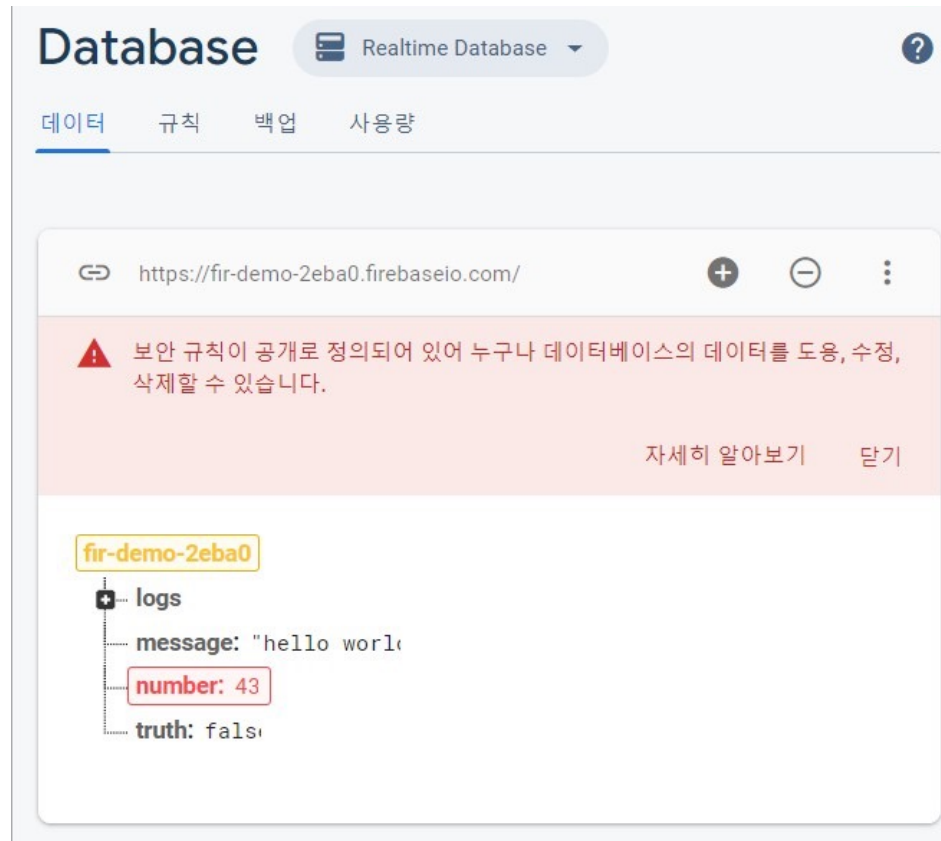 Database Realtime Database
데이터 규칙 백업 사용량
https://fir-demo-2eba0.firebaseio.com/
보안 규칙이 공개로 정의되어 있어 누구나 데이터베이스의 데이터를 도용, 수정,
삭제할 수 있습니다.
자세히 알아보기 닫기
fir-demo-2eba0
logs
message: "hello worl
number: 43
truth: fals